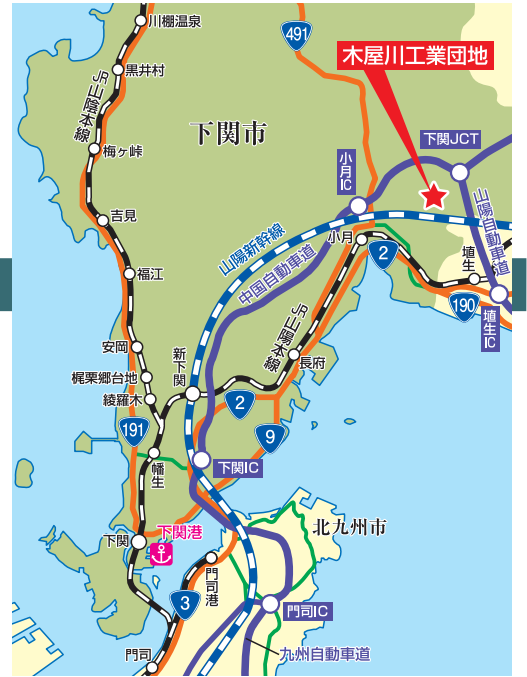 川棚温泉
491
木屋川工業団地
黒井村
JR山陰本線
下関市
下関JCT
梅ヶ峠
小月IC
山陽自動車道
吉見
山陽新幹線
小月
2
埴生
中国自動車道
福江
190
埴生IC
JR山陽本線
安岡
新下関
長府
梶栗郷台地
綾羅木
2
191
9
幡生
下関IC
下関港
下関
北九州市
門司港
3
門司IC
門司
九州自動車道